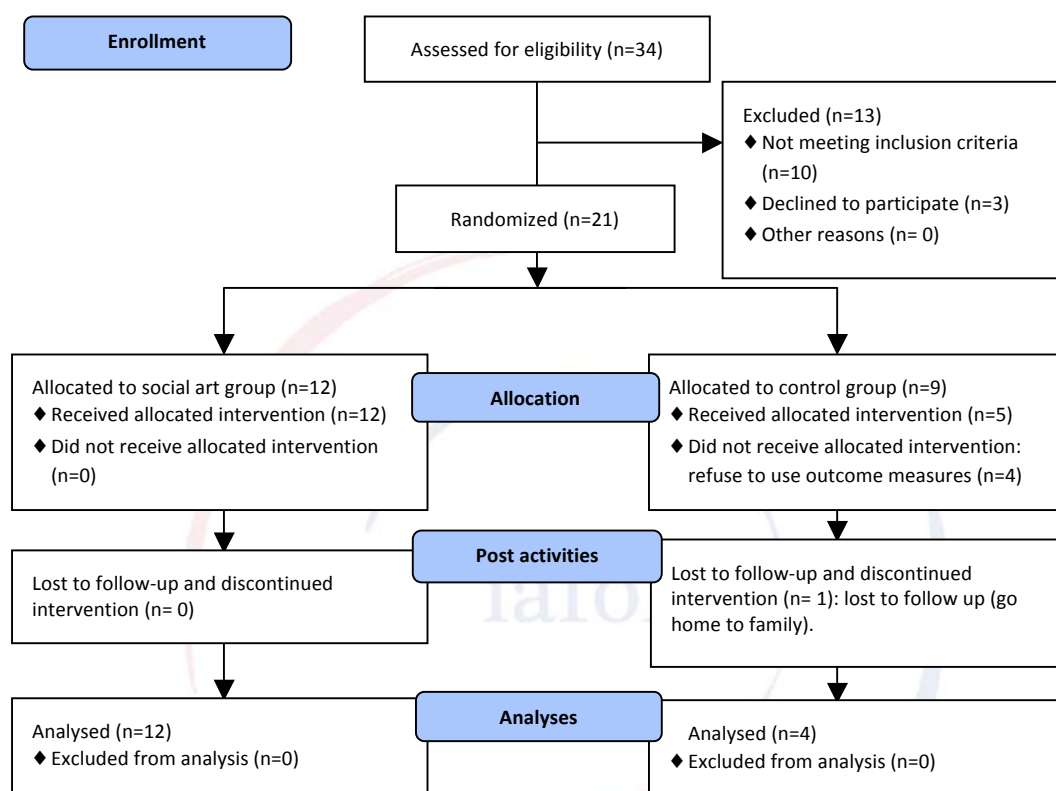 Enrollment
Assessed for eligibility (n=34)
Excluded (n=13)
♦ Not meeting inclusion criteria
(n=10)
♦ Declined to participate (n=3)
♦ Other reasons (n= 0)
Randomized (n=21)
Allocated to social art group (n=12)
♦ Received allocated intervention (n=12)
♦ Did not receive allocated intervention
(n=0)
Allocation
Allocated to control group (n=9)
♦ Received allocated intervention (n=5)
♦ Did not receive allocated intervention:
refuse to use outcome measures (n=4)
Post activities
Lost to follow-up and discontinued
intervention (n= 0)
Lost to follow-up and discontinued
intervention (n= 1): lost to follow up (go
home to family).
Analyses
Analysed (n=12)
♦ Excluded from analysis (n=0)
Analysed (n=4)
♦ Excluded from analysis (n=0)